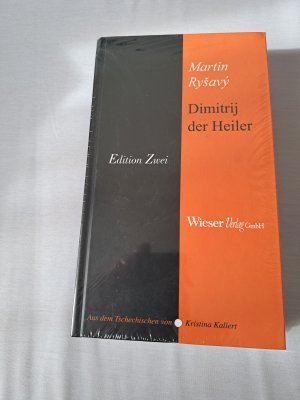 Martin
Ryšavý
Dimitrij
der Heiler
Edition Zwei
Wieser Verlag GmbH
Aus dem Tschechischen von Kristina Kallert